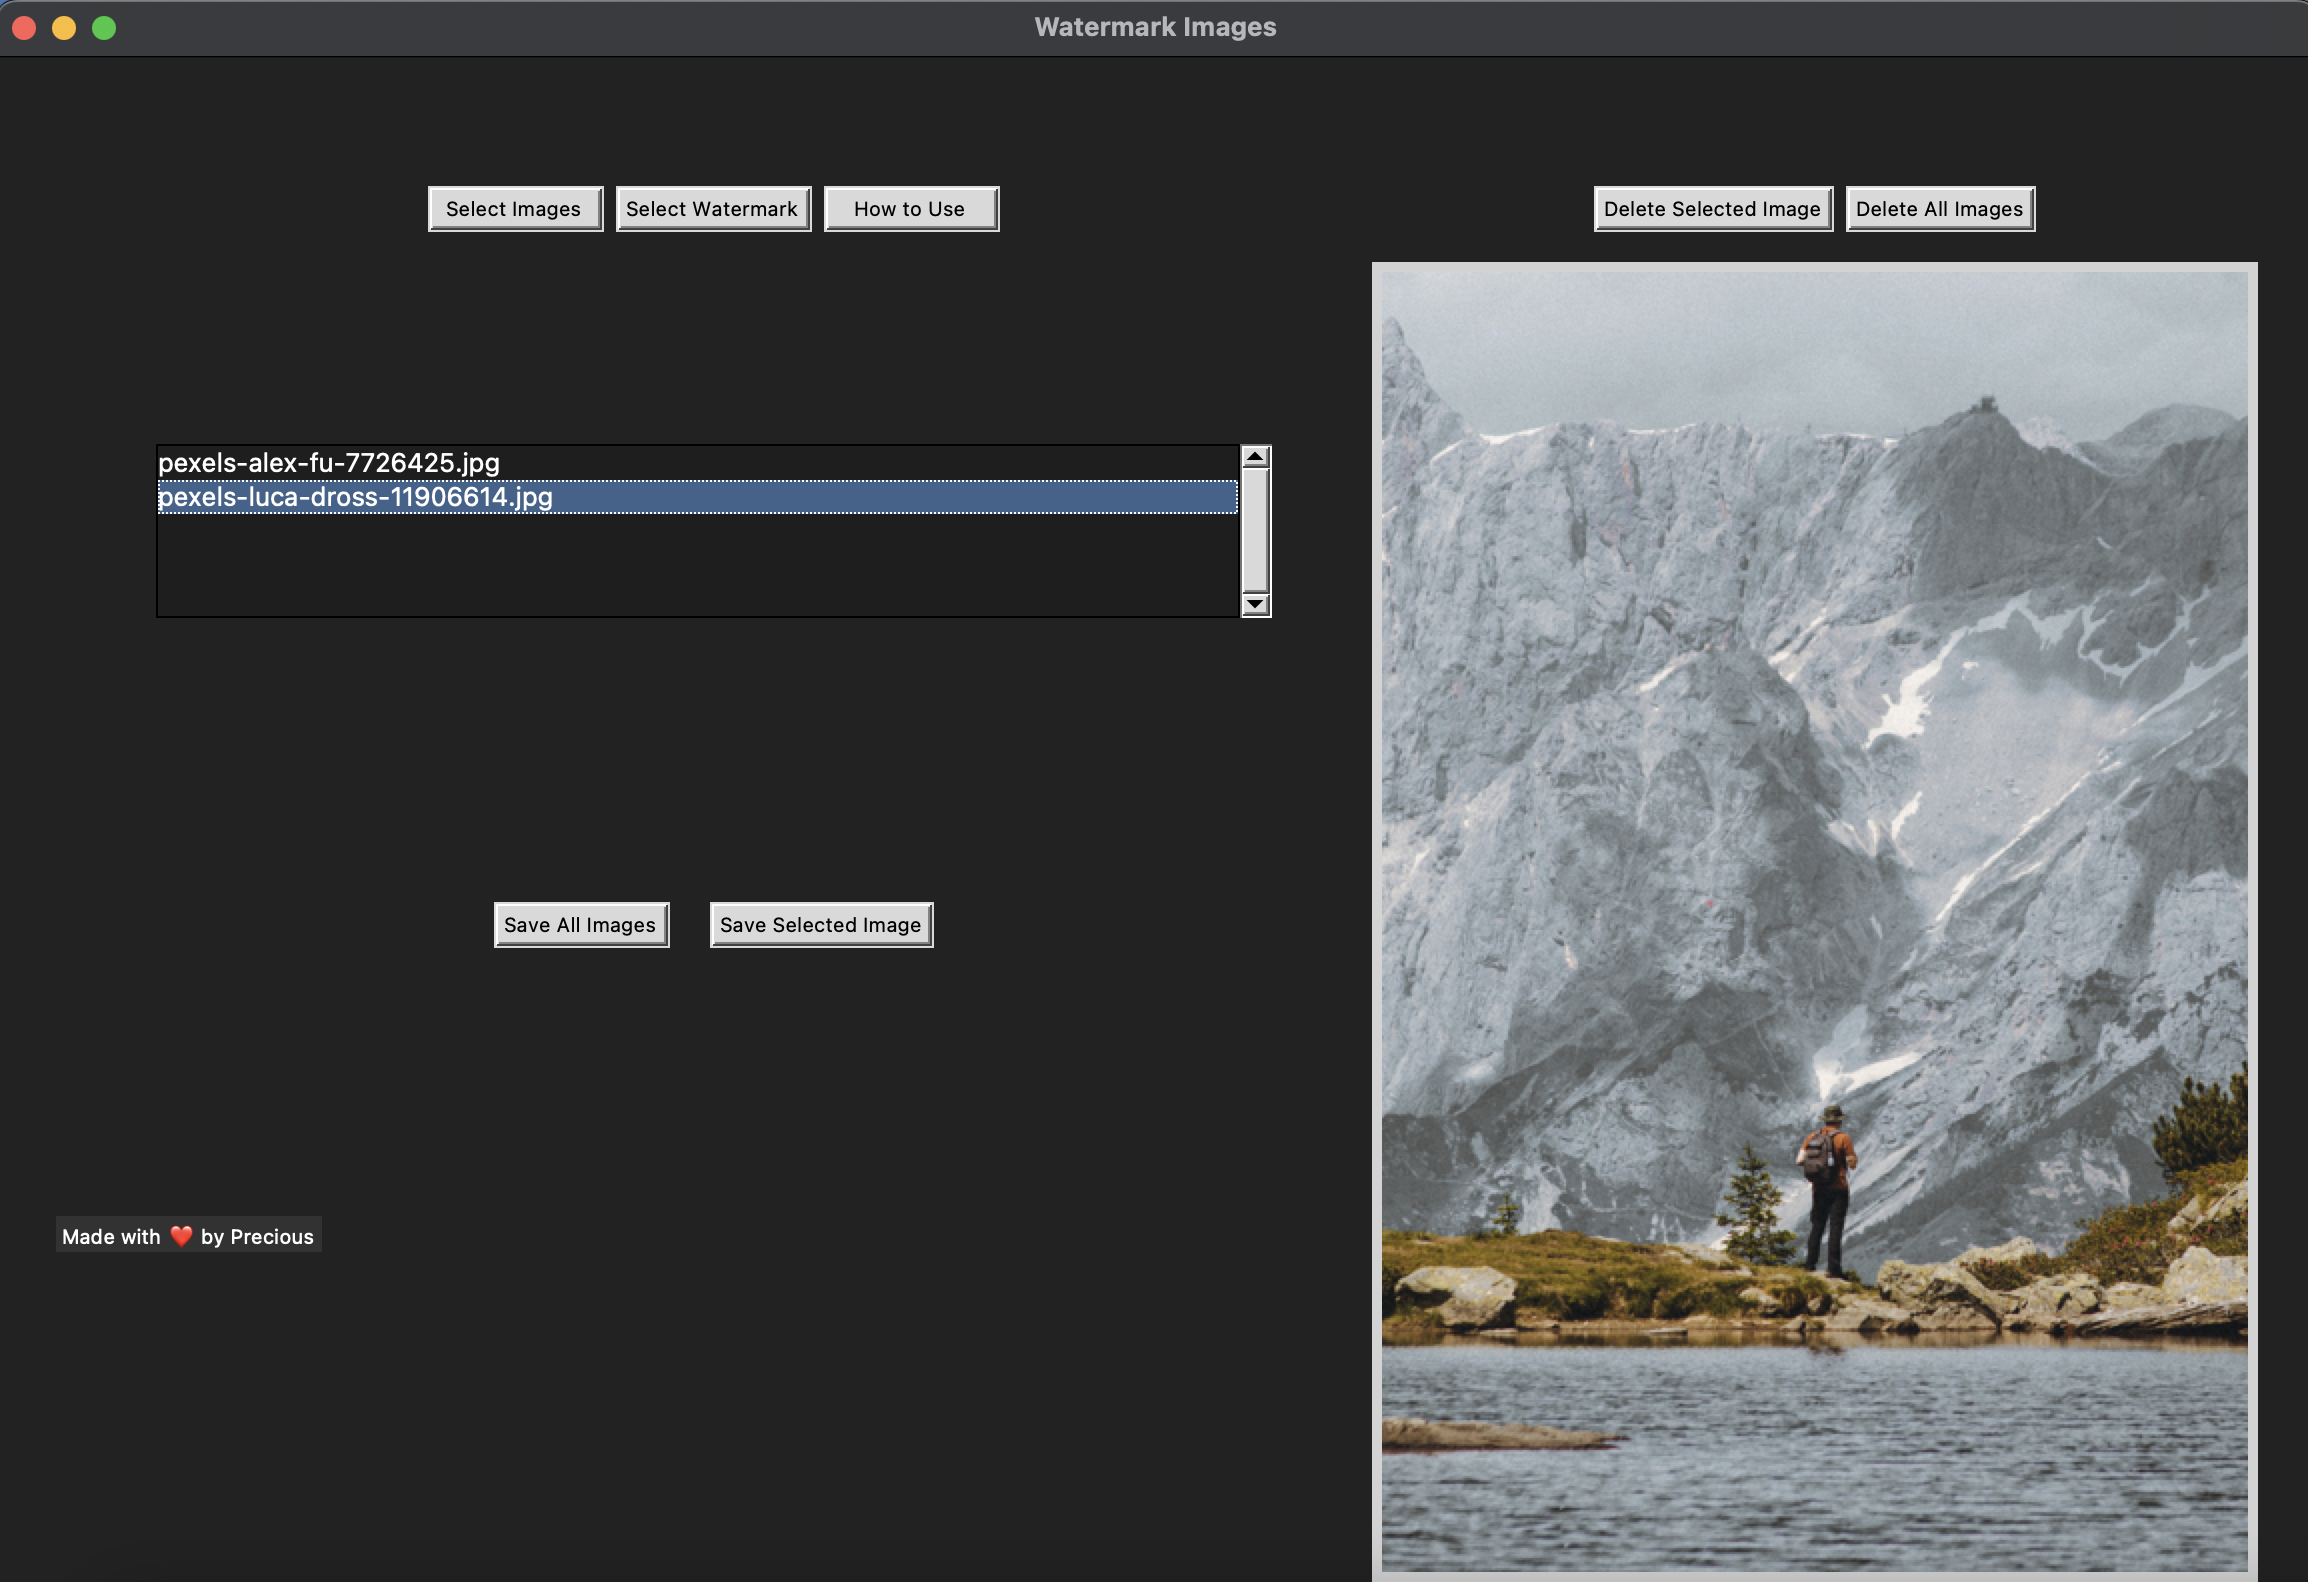 Watermark Images
Select Images
Select Watermark
How to Use
Delete Selected Image
Delete All Images
pexels-alex-fu-7726425.jpg
pexels-luca-dross-11906614.jpg
Save All Images
Save Selected Image
Made with ❤️ by Precious